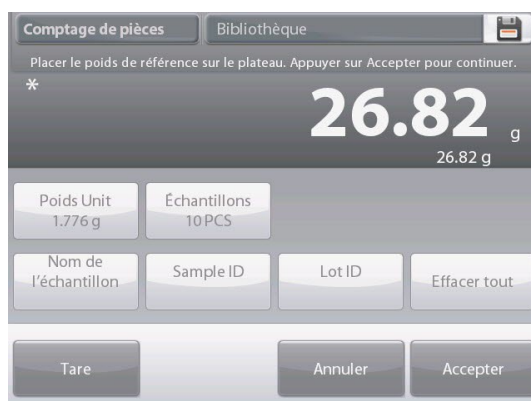 Comptage de pièces Bibliothèque
Placer le poids de référence sur le plateau. Appuyer sur Accepter pour continuer.
*
26.82 g
26.82 g
Poids Unit
1.776 g
Échantillons
10 PCS
Nom de
l'échantillon
Sample ID
Lot ID
Effacer tout
Tare
Annuler
Accepter